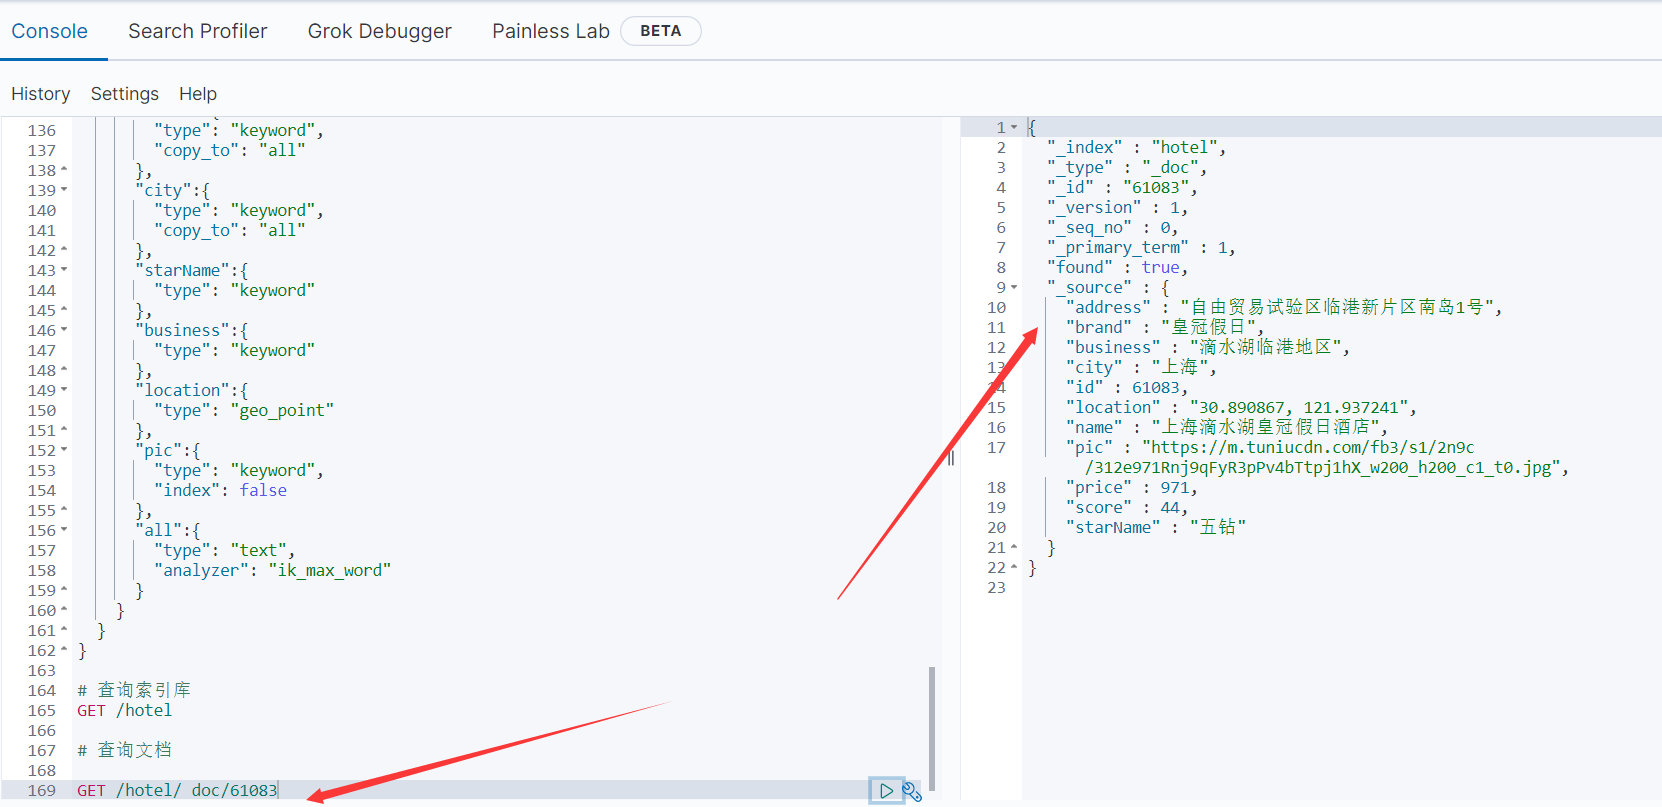 Console Search Profiler Grok Debugger Painless Lab BETA
History Settings Help
136 "type": "keyword",
137 "copy_to": "all"
138 },
139 "city":{
140 "type": "keyword",
141 "copy_to": "all"
142 },
143 "starName":{
144 "type": "keyword"
145 },
146 "business":{
147 "type": "keyword"
148 },
149 "location":{
150 "type": "geo_point"
151 },
152 "pic":{
153 "type": "keyword",
154 "index": false
155 },
156 "all":{
157 "type": "text",
158 "analyzer": "ik_max_word"
159 }
160 }
161 }
162 }
163
164 # 查询索引库
165 GET /hotel
166
167 # 查询文档
168
169 GET /hotel/ doc/61083
1 {
2 "_index" : "hotel",
3 "_type" : "_doc",
4 "_id" : "61083",
5 "_version" : 1,
6 "_seq_no" : 0,
7 "_primary_term" : 1,
8 "found" : true,
9 "_source" : {
10 "address" : "自由贸易试验区临港新片区南岛1号",
11 "brand" : "皇冠假日",
12 "business" : "滴水湖临港地区",
13 "city" : "上海",
14 "id" : 61083,
15 "location" : "30.890867, 121.937241",
16 "name" : "上海滴水湖皇冠假日酒店",
17 "pic" : "https://m.tuniucdn.com/fb3/s1/2n9c
/312e971Rnj9qFyR3pPv4bTtpj1hX_w200_h200_c1_t0.jpg",
18 "price" : 971,
19 "score" : 44,
20 "starName" : "五钻"
21 }
22 }
23